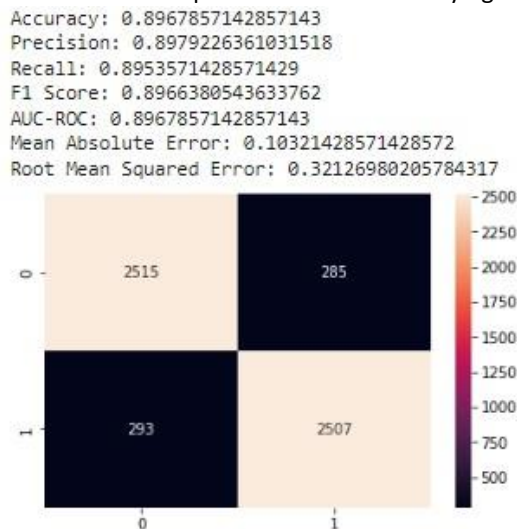 Accuracy: 0.8967857142857143
Precision: 0.8979226361031518
Recall: 0.8953571428571429
F1 Score: 0.8966380543633762
AUC-ROC: 0.8967857142857143
Mean Absolute Error: 0.10321428571428572
Root Mean Squared Error: 0.32126980205784317
2500
2250
2000
1750
1500
1250
1000
750
500
0
2515
285
1
293
2507
0
1